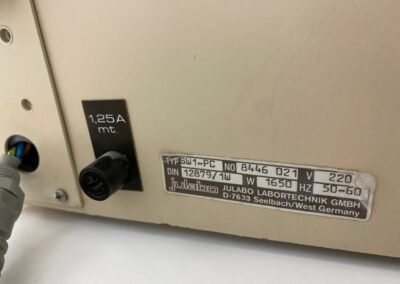 1,25A
mt.
TYP SW1-PC NO 8446 021 V 220
DIN 12879/1W W 1650 HZ 50-60
julabo JULABO LABORTECHNIK GMBH
D-7633 Seelbach/West Germany